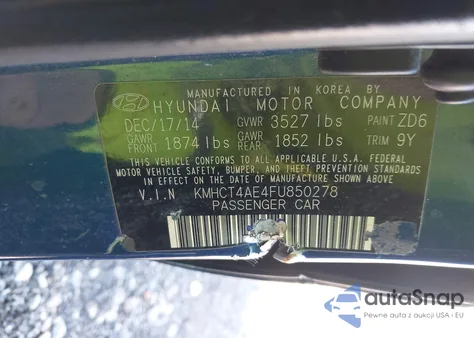 MANUFACTURED IN KOREA BY
HYUNDAI MOTOR COMPANY
DEC/17/14 GVWR 3527 lbs PAINT ZD6
GAWR FRONT 1874 lbs GAWR REAR 1852 lbs TRIM 9Y
THIS VEHICLE CONFORMS TO ALL APPLICABLE U.S.A. FEDERAL
MOTOR VEHICLE SAFETY, BUMPER, AND THEFT PREVENTION
STANDARDS IN EFFECT ON THE DATE OF MANUFACTURE SHOWN ABOVE.
V.I.N KMHCT4AE4FU850278
PASSENGER CAR
autoSnap
Pewne auta z aukcji USA i EU